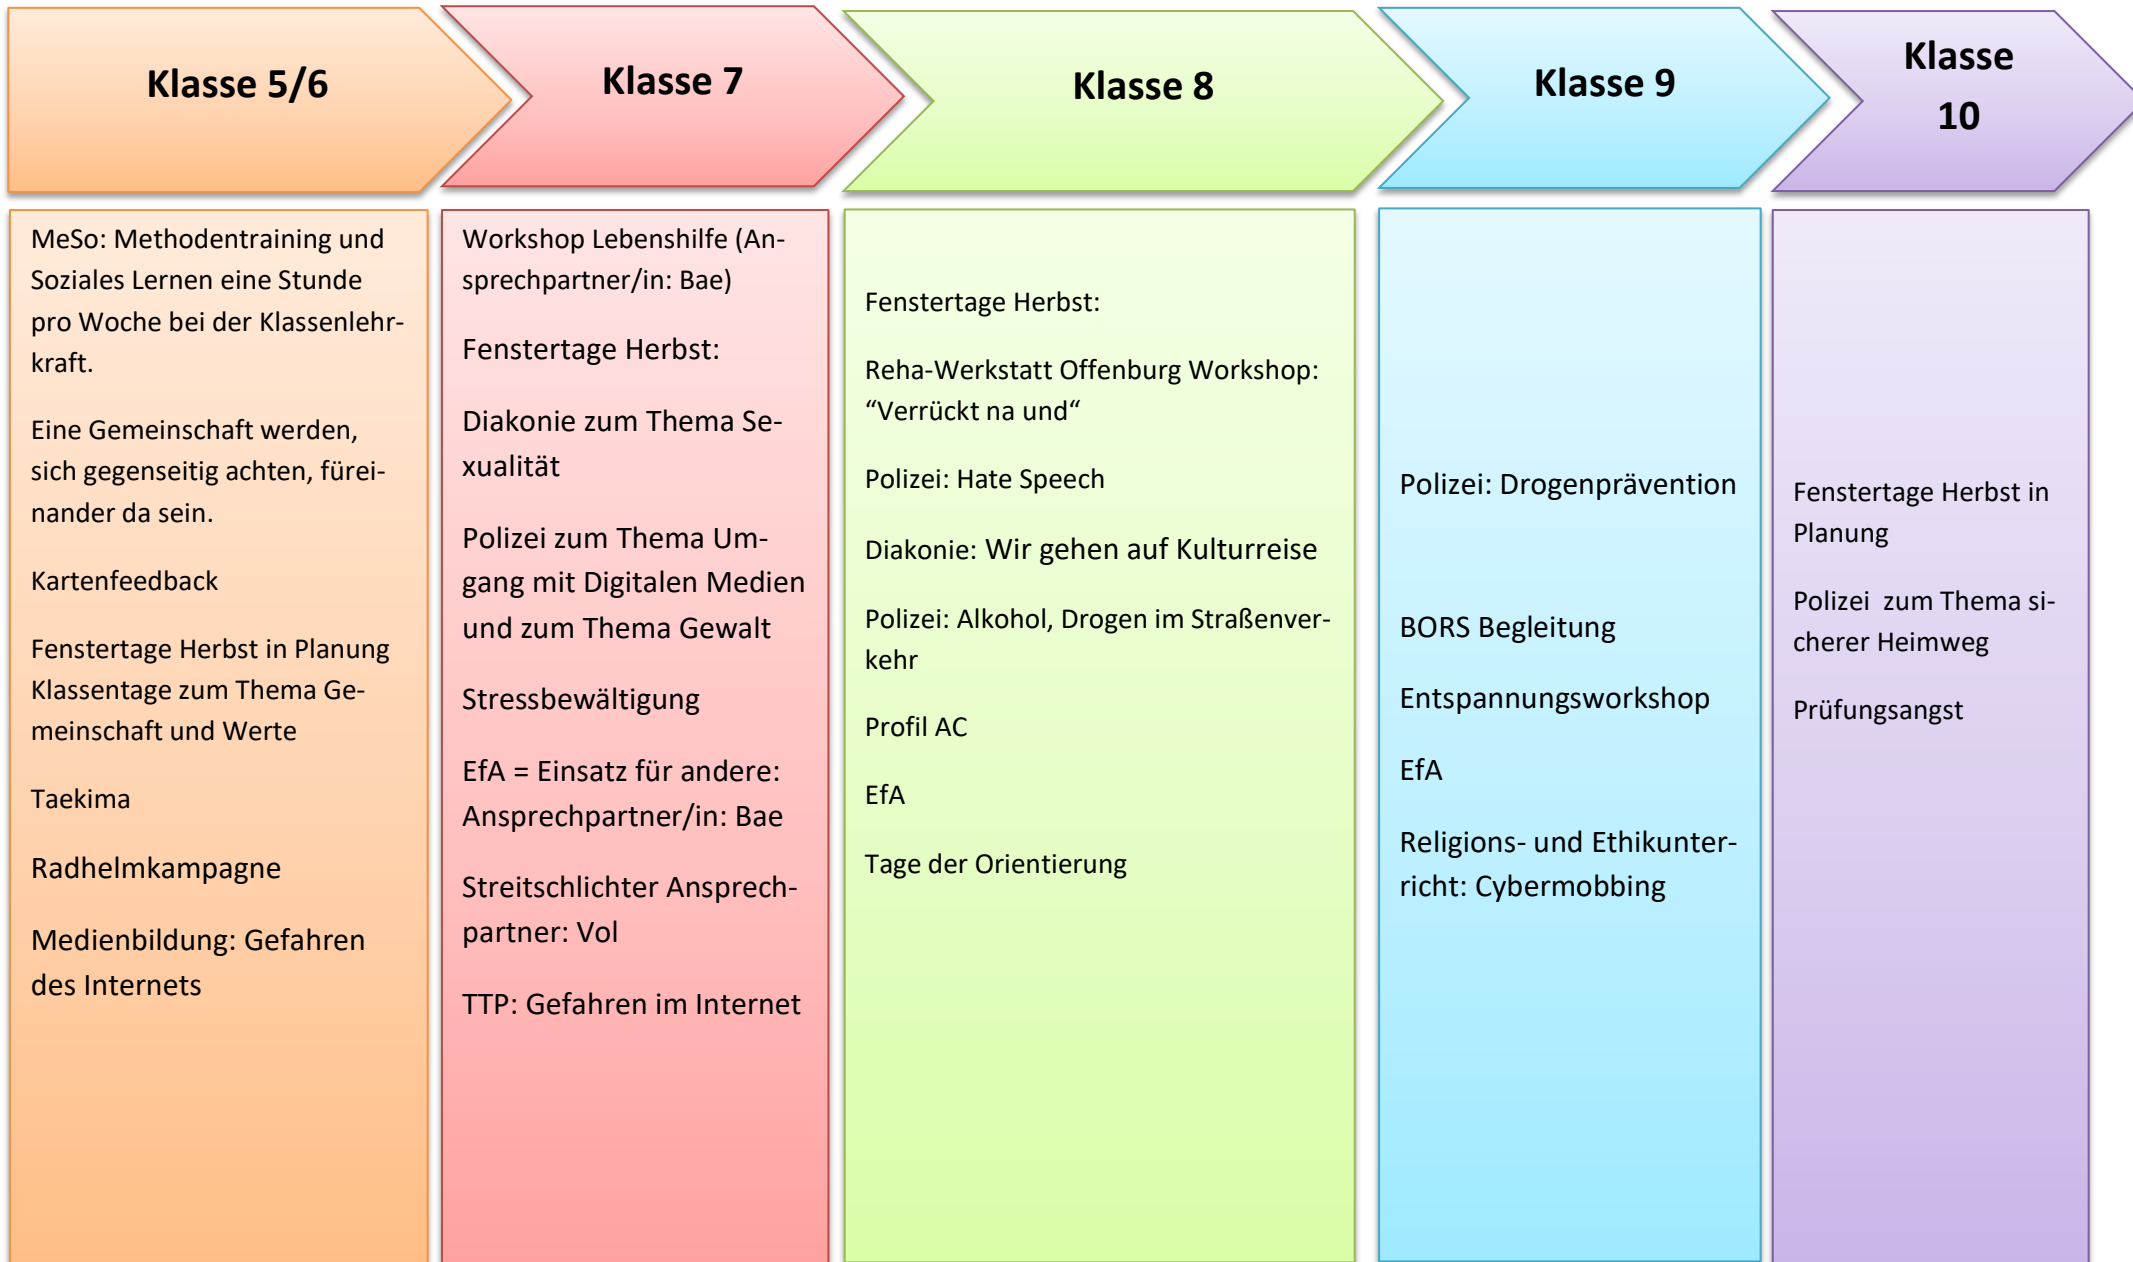 Klasse 5/6
MeSo: Methodentraining und
Soziales Lernen eine Stunde
pro Woche bei der Klassenlehr-
kraft.
Eine Gemeinschaft werden,
sich gegenseitig achten, fürei-
nander da sein.
Kartenfeedback
Fenstertage Herbst in Planung
Klassentage zum Thema Ge-
meinschaft und Werte
Taekima
Radhelmkampagne
Medienbildung: Gefahren
des Internets
Klasse 7
Workshop Lebenshilfe (An-
sprechpartner/in: Bae)
Fenstertage Herbst:
Diakonie zum Thema Se-
xualität
Polizei zum Thema Um-
gang mit Digitalen Medien
und zum Thema Gewalt
Stressbewältigung
EfA = Einsatz für andere:
Ansprechpartner/in: Bae
Streitschlichter Ansprech-
partner: Vol
TTP: Gefahren im Internet
Klasse 8
Fenstertage Herbst:
Reha-Werkstatt Offenburg Workshop:
“Verrückt na und“
Polizei: Hate Speech
Diakonie: Wir gehen auf Kulturreise
Polizei: Alkohol, Drogen im Straßenver-
kehr
Profil AC
EfA
Tage der Orientierung
Klasse 9
Polizei: Drogenprävention
BORS Begleitung
Entspannungsworkshop
EfA
Religions- und Ethikunter-
richt: Cybermobbing
Klasse
10
Fenstertage Herbst in
Planung
Polizei  zum Thema si-
cherer Heimweg
Prüfungsangst